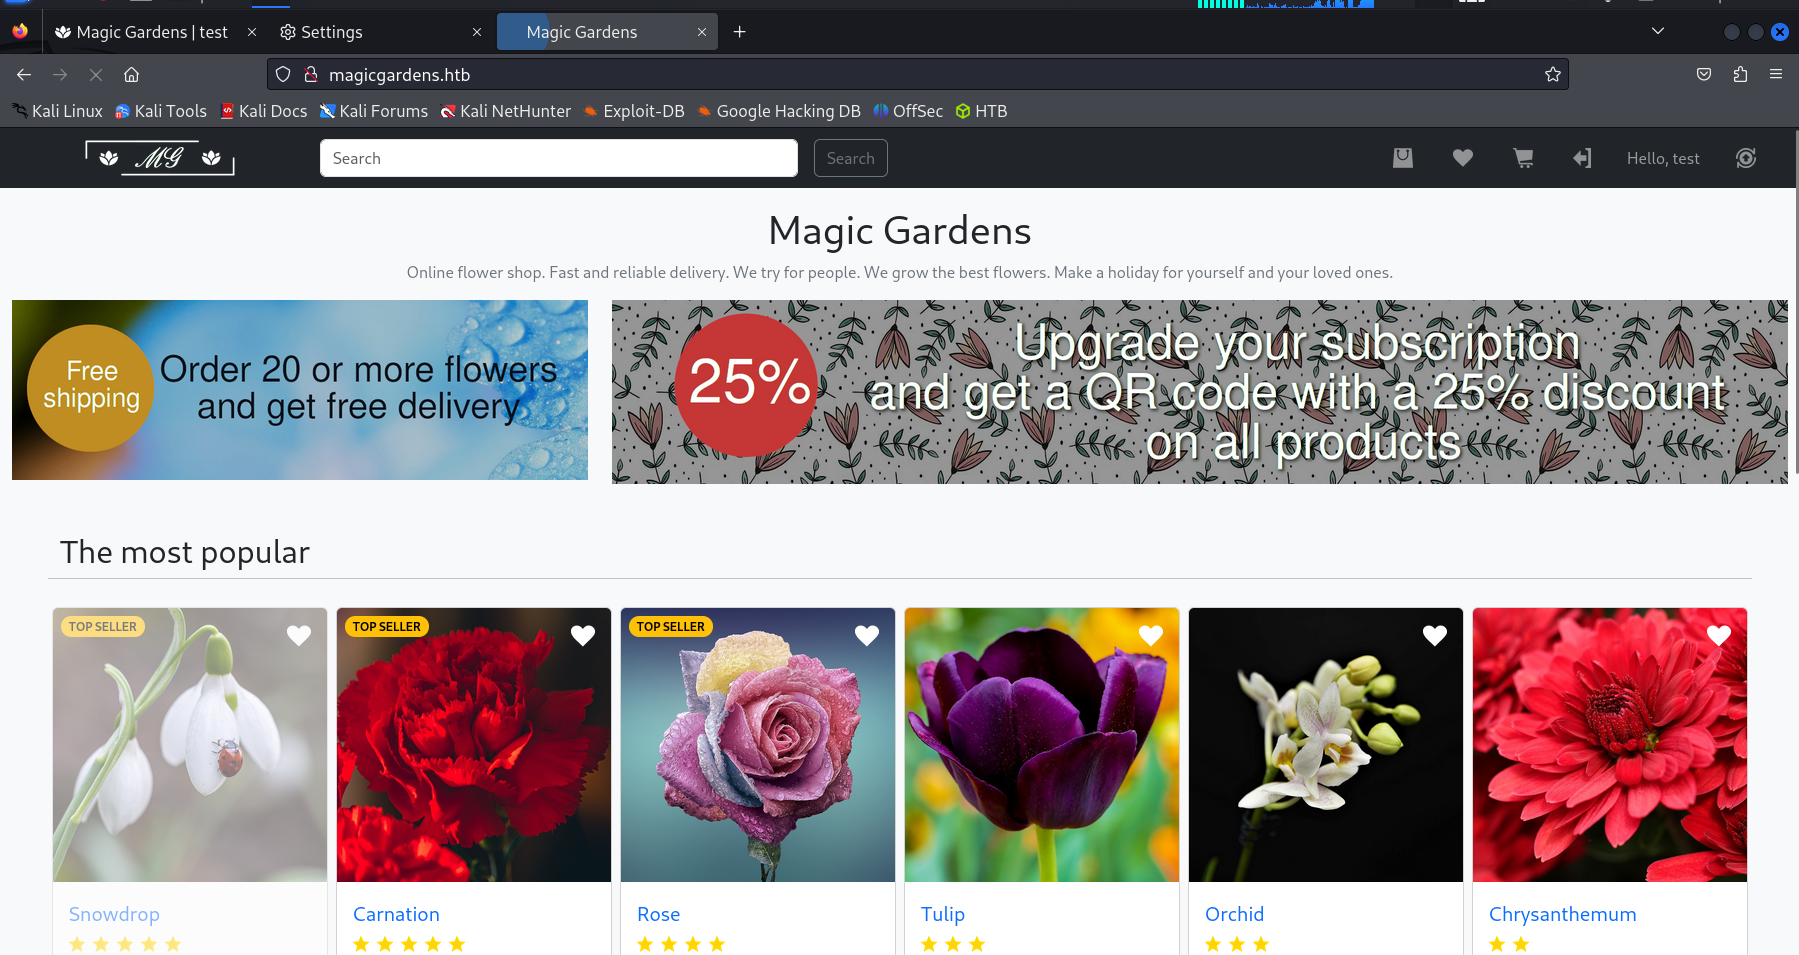 Magic Gardens | test
Settings
Magic Gardens
magicgardens.htb
Kali Linux
Kali Tools
Kali Docs
Kali Forums
Kali NetHunter
Exploit-DB
Google Hacking DB
OffSec
HTB
MG
Search
Search
Hello, test
Magic Gardens
Online flower shop. Fast and reliable delivery. We try for people. We grow the best flowers. Make a holiday for yourself and your loved ones.
Free
shipping
Order 20 or more flowers
and get free delivery
25%
Upgrade your subscription
and get a QR code with a 25% discount
on all products
The most popular
TOP SELLER
TOP SELLER
TOP SELLER
Snowdrop
Carnation
Rose
Tulip
Orchid
Chrysanthemum